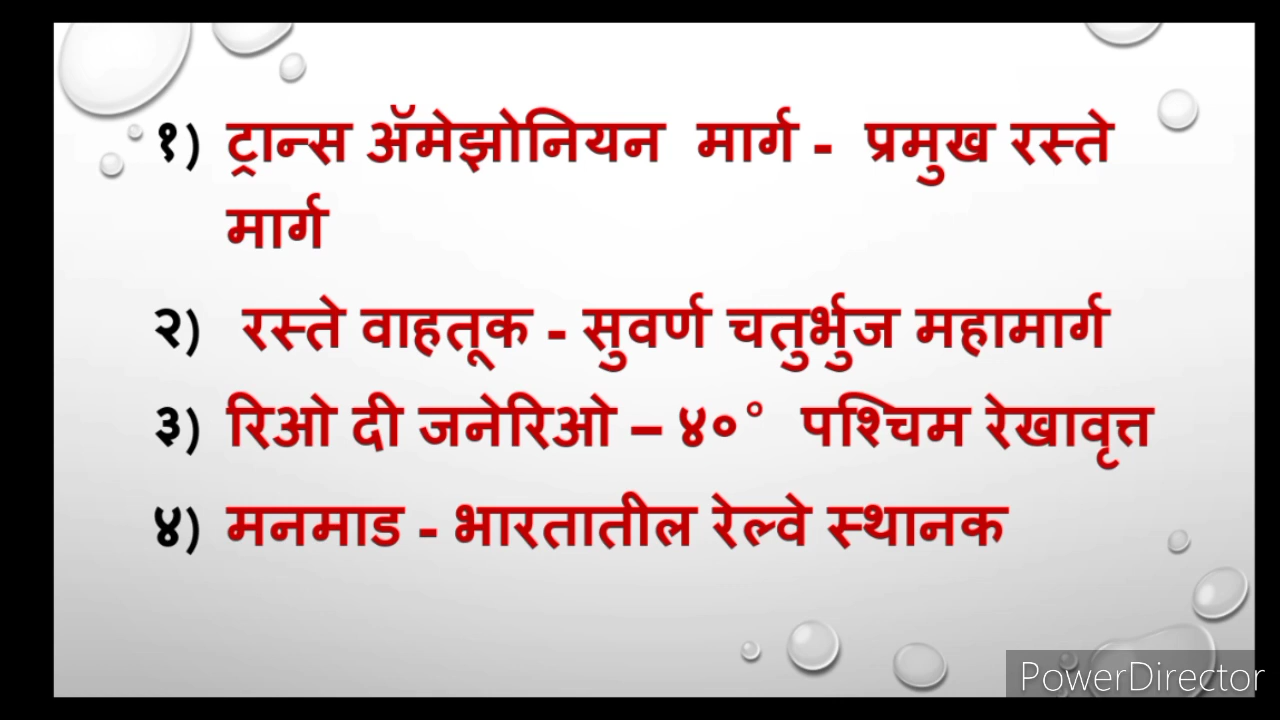 १) ट्रान्स ॲमेझोनियन मार्ग - प्रमुख रस्ते
मार्ग
२) रस्ते वाहतूक - सुवर्ण चतुर्भुज महामार्ग
३) रिओ दी जनेरिओ – ४०° पश्चिम रेखावृत्त
४) मनमाड - भारतातील रेल्वे स्थानक
PowerDirector